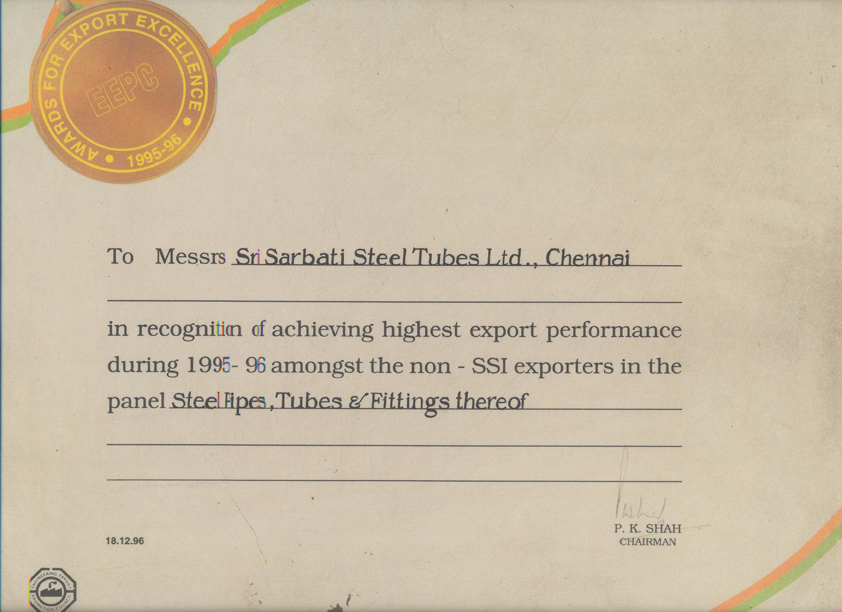 AWARDS FOR EXPORT EXCELLENCE
EEPC
1995-96
To Messrs Sri Sarbati Steel Tubes Ltd., Chennai
in recognition of achieving highest export performance
during 1995- 96 amongst the non - SSI exporters in the
panel Steel Pipes, Tubes & Fittings thereof
P. K. SHAH
18.12.96
CHAIRMAN